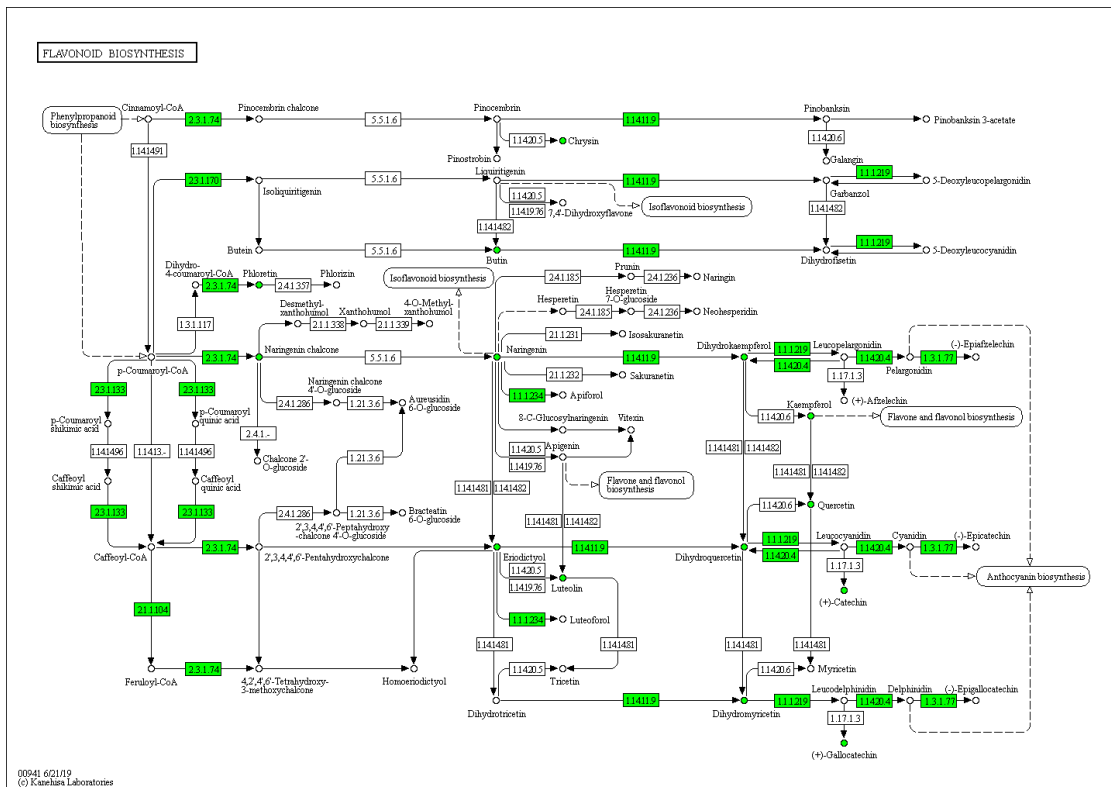 FLAVONOID BIOSYNTHESIS
Phenylpropanoid
biosynthesis
Cinnamoyl-CoA
2.3.1.74
Pinocembrin chalcone
5.5.1.6
Pinocembrin
1.14.11.9
Pinobanksin
Pinobanksin 3-acetate
1.14.14.91
1.14.20.5
Chrysin
1.14.20.6
Pinostrobin
Galangin
2.3.1.170
Isoliquiritigenin
5.5.1.6
Liquiritigenin
1.14.11.9
Garbanzol
1.1.1.219
5-Deoxyleucopelargonidin
1.14.20.5
1.14.19.76
7,4'-Dihydroxyflavone
Isoflavonoid biosynthesis
1.14.14.82
1.14.14.82
Butein
5.5.1.6
Butin
1.14.11.9
Dihydrofisetin
1.1.1.219
5-Deoxyleucocyanidin
Dihydro-
4-coumaroyl-CoA
2.3.1.74
Phloretin
2.4.1.357
Phlorizin
Isoflavonoid biosynthesis
2.4.1.185
Prunin
2.4.1.236
Naringin
1.3.1.117
Desmethyl-
xanthohumol
2.1.1.338
Xanthohumol
2.1.1.339
4-O-Methyl-
xanthohumol
Hesperetin
2.4.1.185
Hesperetin
7-O-glucoside
2.4.1.236
Neohesperidin
2.1.1.231
Isosakuranetin
p-Coumaroyl-CoA
2.3.1.74
Naringenin chalcone
5.5.1.6
Naringenin
1.14.11.9
Dihydrokaempferol
1.1.1.219
1.14.20.4
Leucopelargonidin
1.14.20.4
Pelargonidin
1.3.1.77
(-)-Epiafzelechin
2.1.1.232
Sakuranetin
1.17.1.3
(+)-Afzelechin
2.3.1.133
2.3.1.133
Naringenin chalcone
4'-O-glucoside
2.4.1.286
1.21.3.6
Aureusidin
6-O-glucoside
1.1.1.234
Apiforol
Kaempferol
1.14.20.6
Flavone and flavonol biosynthesis
p-Coumaroyl
shikimic acid
p-Coumaroyl
quinic acid
2.4.1.-
8-C-Glucosylnaringenin
Vitexin
1.14.14.96
1.14.13.-
1.14.14.96
Chalcone 2'-
O-glucoside
1.21.3.6
1.14.20.5
1.14.19.76
Apigenin
1.14.14.81
1.14.14.82
Caffeoyl
shikimic acid
Caffeoyl
quinic acid
1.14.14.81
1.14.14.82
Flavone and flavonol
biosynthesis
1.14.14.81
1.14.14.82
2.3.1.133
2.3.1.133
2.4.1.286
2',3,4,4',6'-Peptahydroxy
chalcone 4'-O-glucoside
1.21.3.6
Bracteatin
6-O-glucoside
1.14.14.81
1.14.14.82
1.14.20.6
Quercetin
Caffeoyl-CoA
2.3.1.74
2',3,4,4',6'-Pentahydroxychalcone
Eriodictyol
1.14.11.9
Dihydroquercetin
1.1.1.219
1.14.20.4
Leucocyanidin
1.14.20.4
Cyanidin
1.3.1.77
(-)-Epicatechin
1.14.20.5
1.14.19.76
Luteolin
1.17.1.3
(+)-Catechin
Anthocyanin biosynthesis
2.1.1.104
1.1.1.234
Luteoforol
1.14.14.81
1.14.14.81
1.14.14.81
1.14.14.81
Feruloyl-CoA
2.3.1.74
4,2',4',6'-Tetrahydroxy-
3-methoxychalcone
Homoeriodictyol
1.14.20.5
Tricetin
1.14.20.6
Myricetin
Dihydrotricetin
1.14.11.9
Dihydromyricetin
1.1.1.219
Leucodelphinidin
1.14.20.4
Delphinidin
1.3.1.77
(-)-Epigallocatechin
1.17.1.3
(+)-Gallocatechin
00941 6/21/19
(c) Kanehisa Laboratories